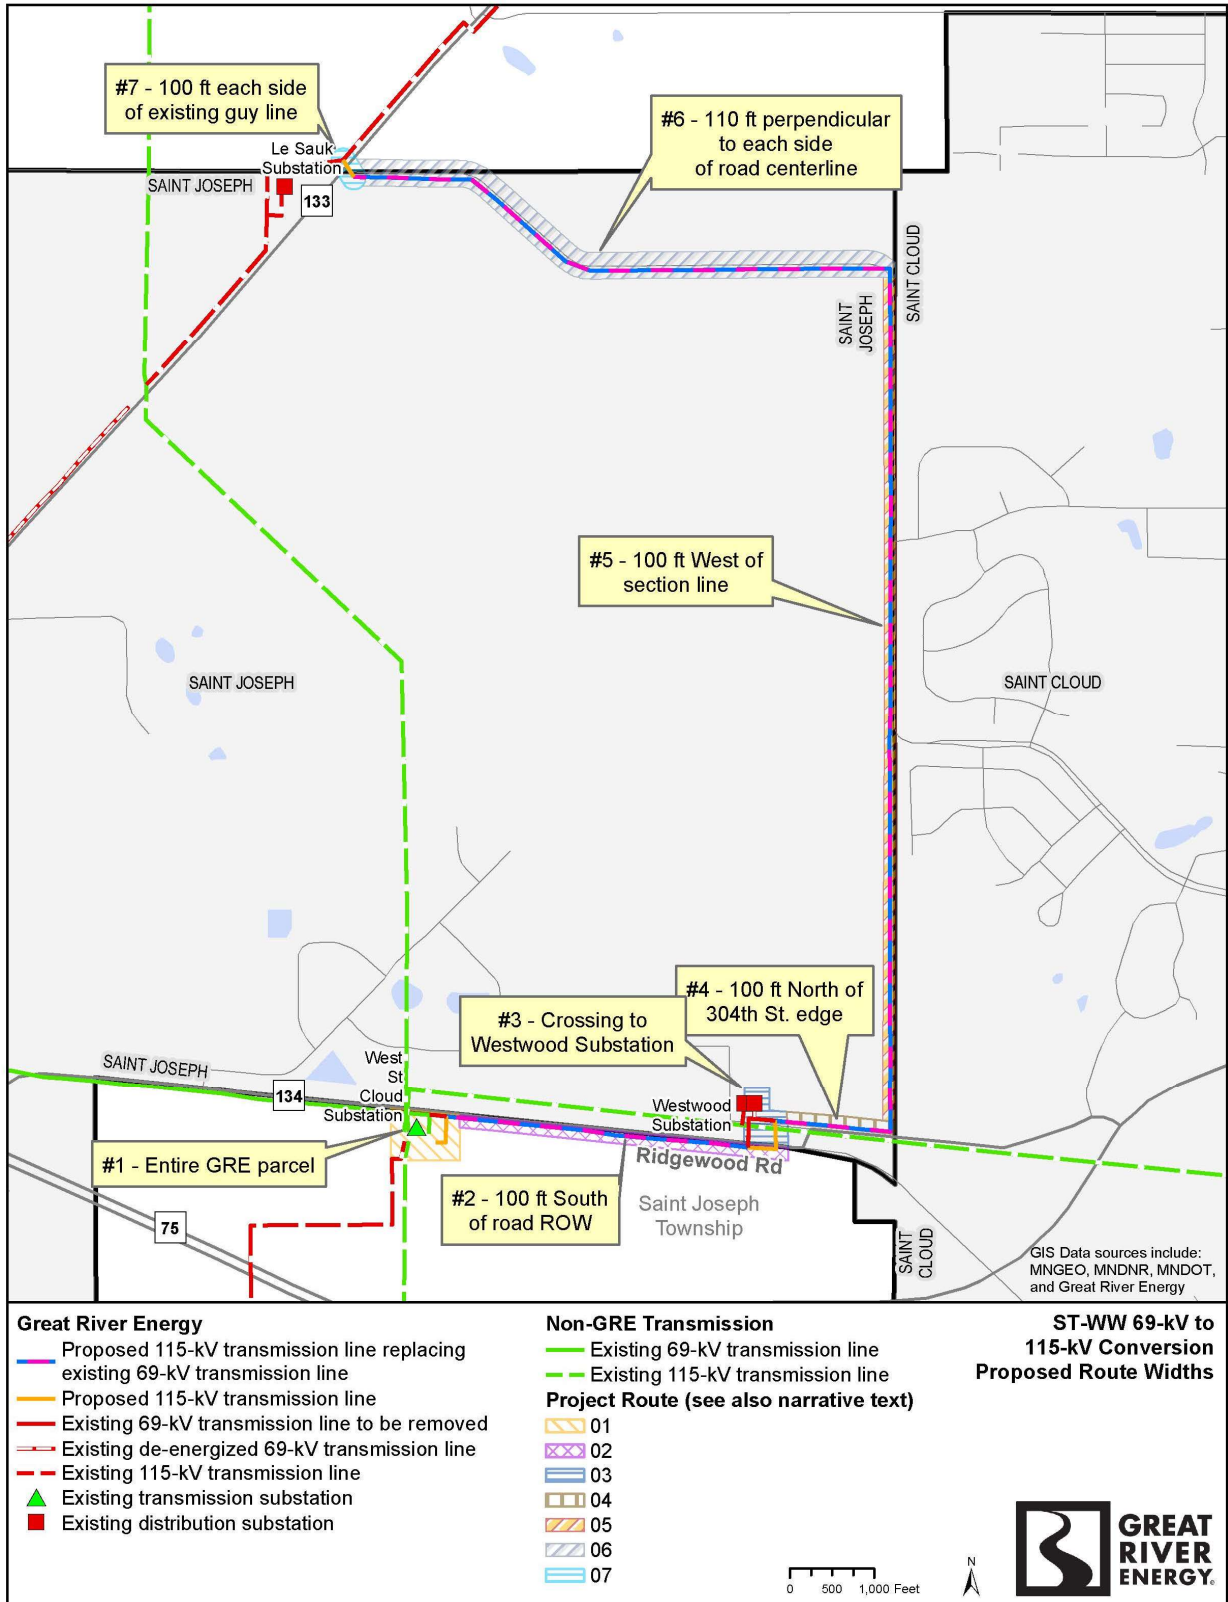 #7 - 100 ft each side
of existing guy line
#6 - 110 ft perpendicular
to each side
of road centerline
Le Sauk
Substation
SAINT JOSEPH
133
SAINT CLOUD
SAINT
JOSEPH
#5 - 100 ft West of
section line
SAINT JOSEPH
SAINT CLOUD
#4 - 100 ft North of
304th St. edge
#3 - Crossing to
Westwood Substation
SAINT JOSEPH
West
St
Cloud
Substation
134
Westwood
Substation
#1 - Entire GRE parcel
Ridgewood Rd
#2 - 100 ft South
of road ROW
Saint Joseph
Township
75
SAINT
CLOUD
GIS Data sources include:
MNGEO, MNDNR, MNDOT,
and Great River Energy
Great River Energy
Proposed 115-kV transmission line replacing
existing 69-kV transmission line
Proposed 115-kV transmission line
Existing 69-kV transmission line to be removed
Existing de-energized 69-kV transmission line
Existing 115-kV transmission line
Existing transmission substation
Existing distribution substation
Non-GRE Transmission
Existing 69-kV transmission line
Existing 115-kV transmission line
Project Route (see also narrative text)
01
02
03
04
05
06
07
ST-WW 69-kV to
115-kV Conversion
Proposed Route Widths
0 500 1,000 Feet
N
GREAT
RIVER
ENERGY®